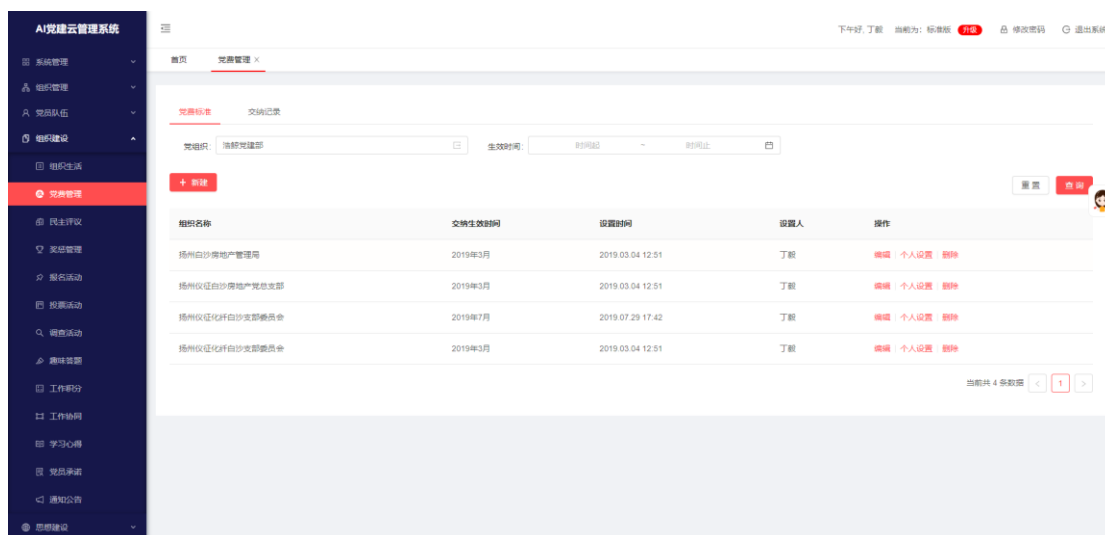 AI党建云管理系统
下午好, 丁毅 当前为: 标准版 升级 修改密码 退出系统
系统管理
组织管理
党员队伍
组织建设
组织生活
党费管理
民主评议
奖惩管理
报名活动
投票活动
调查活动
趣味答题
工作积分
工作协同
学习心得
党员承诺
通知公告
思想建设
首页 党费管理 ×
党费标准 交纳记录
党组织: 浩鲸党建部 生效时间: 时间起 ~ 时间止
+ 新建 重置 查询
组织名称 交纳生效时间 设置时间 设置人 操作
扬州白沙房地产管理局 2019年3月 2019.03.04 12:51 丁毅 编辑 个人设置 删除
扬州仪征白沙房地产党总支部 2019年3月 2019.03.04 12:51 丁毅 编辑 个人设置 删除
扬州仪征化纤白沙支部委员会 2019年7月 2019.07.29 17:42 丁毅 编辑 个人设置 删除
扬州仪征化纤白沙支部委员会 2019年3月 2019.03.04 12:51 丁毅 编辑 个人设置 删除
当前共 4 条数据 < 1 >